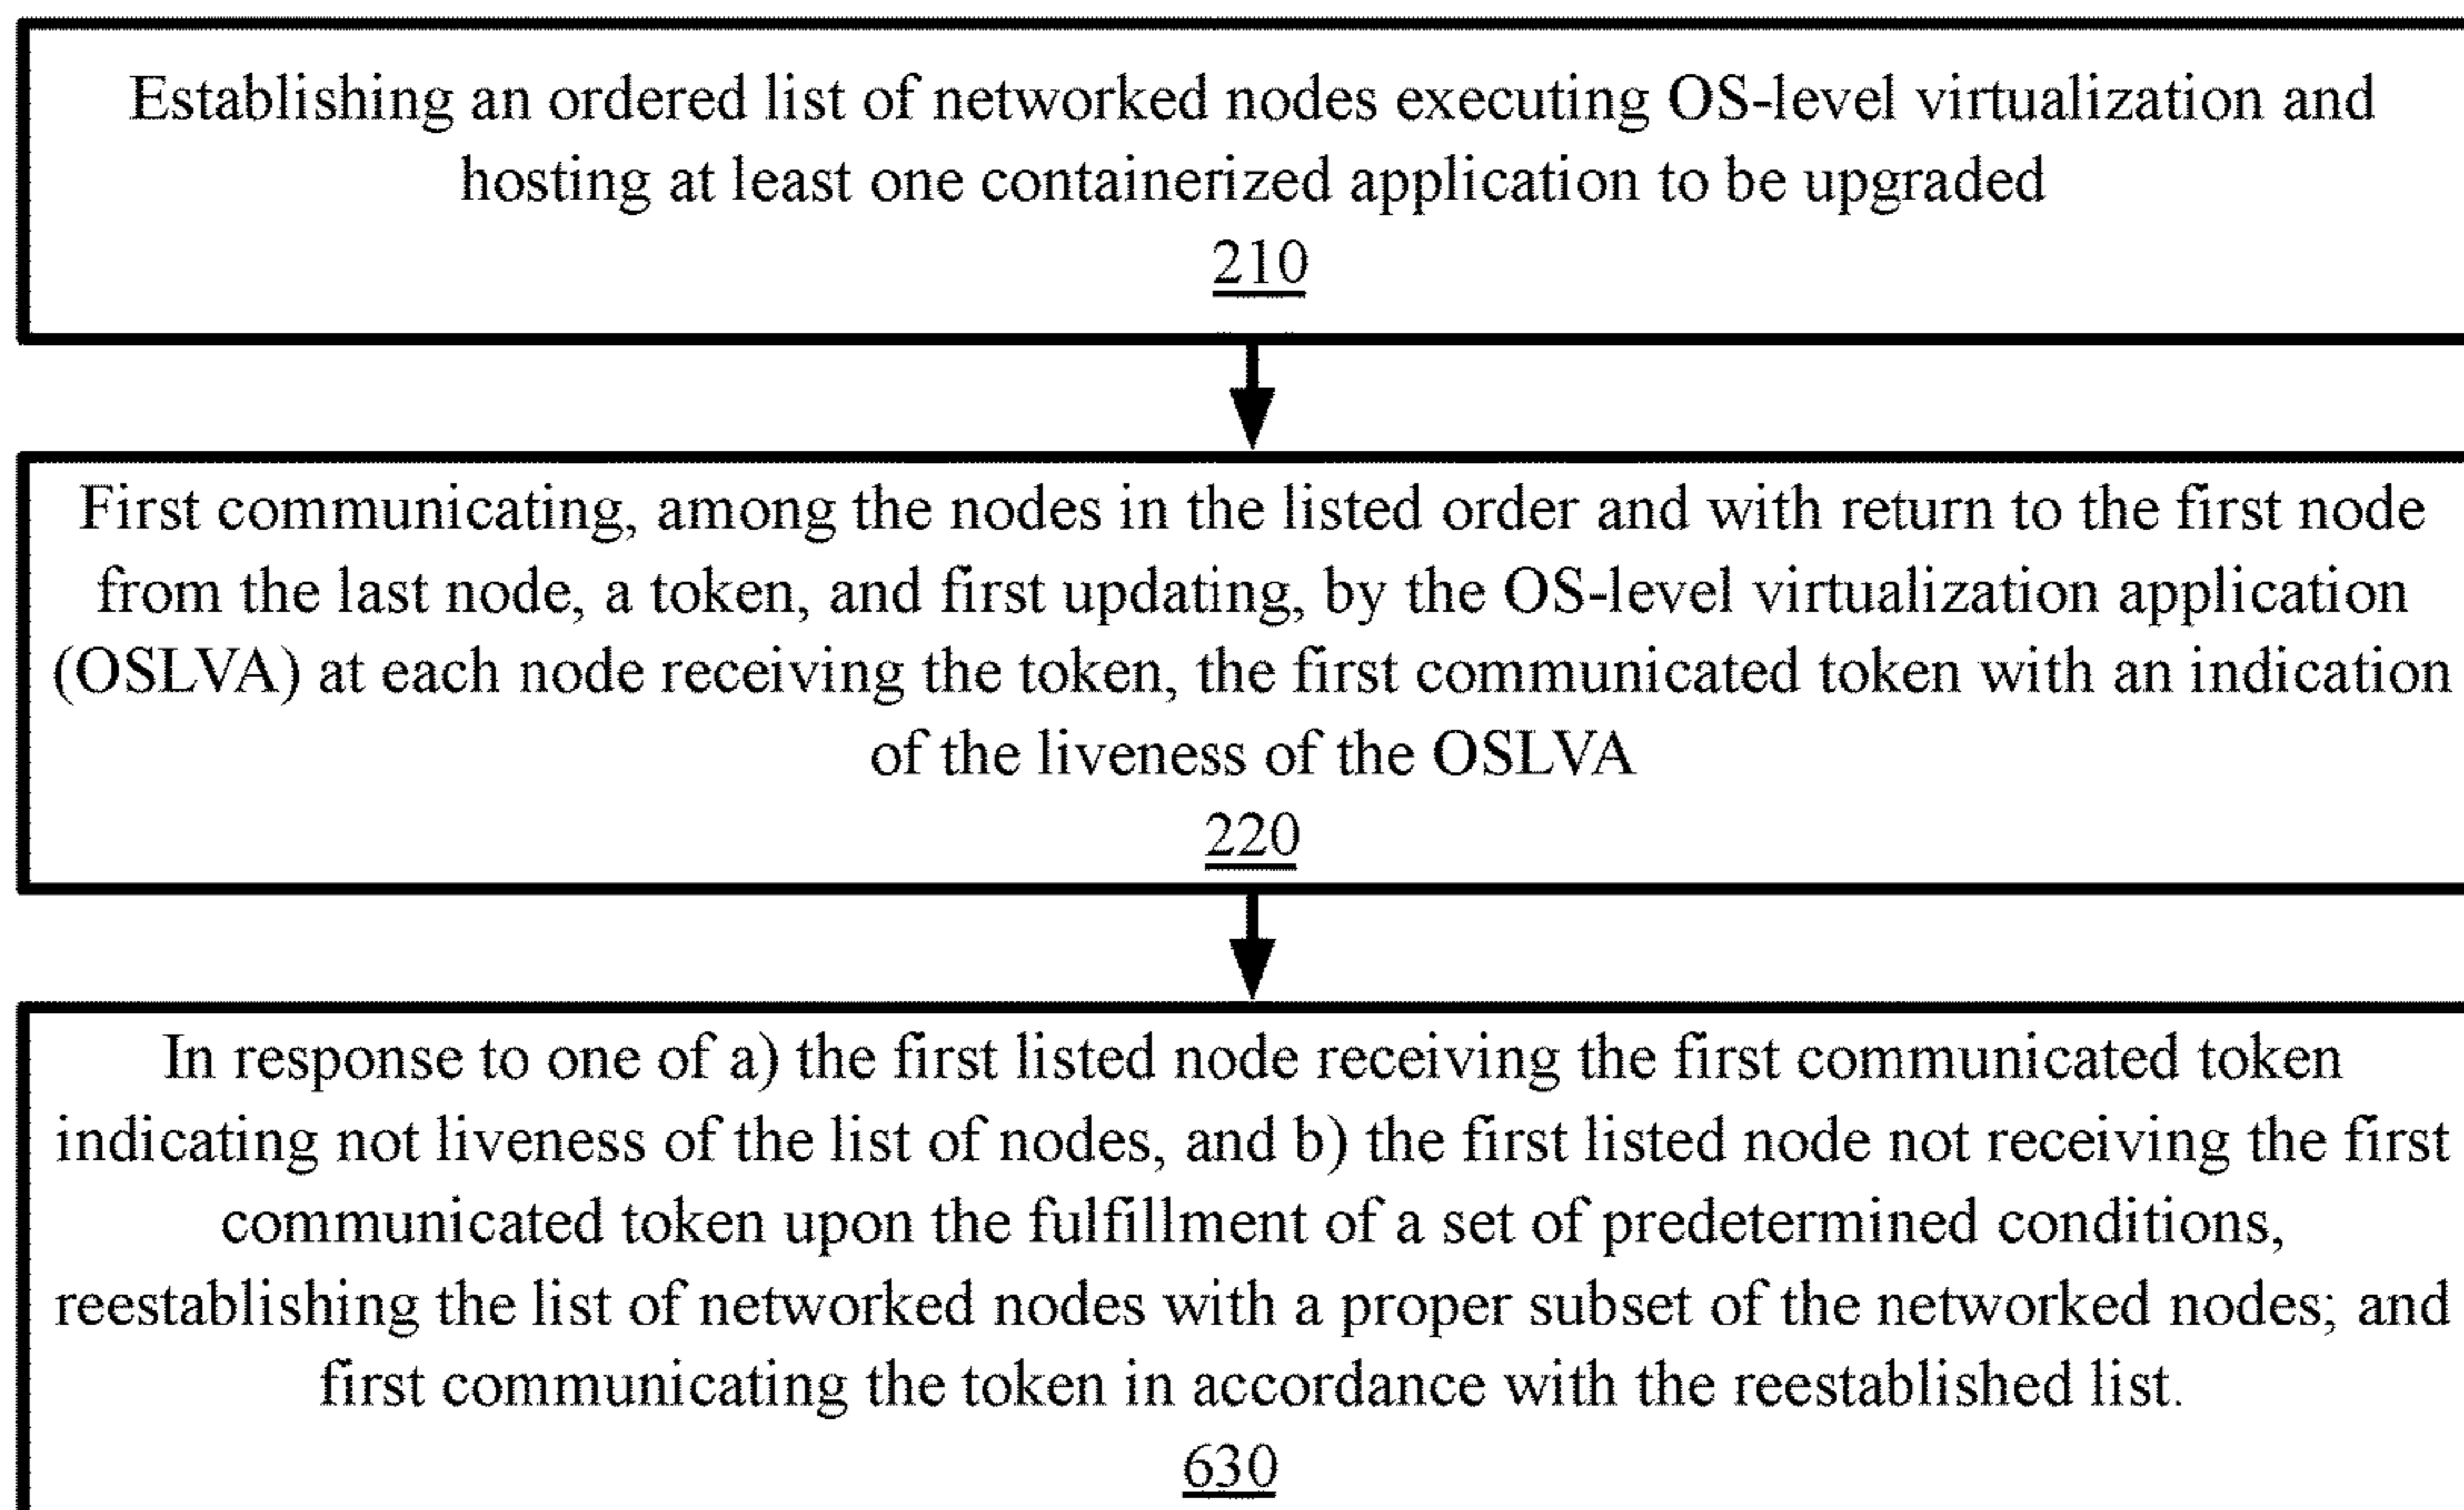 Establishing an ordered list of networked nodes executing OS-level virtualization and
hosting at least one containerized application to be upgraded
210
First communicating, among the nodes in the listed order and with return to the first node
from the last node, a token, and first updating, by the OS-level virtualization application
(OSLVA) at each node receiving the token, the first communicated token with an indication
of the liveness of the OSLVA
220
In response to one of a) the first listed node receiving the first communicated token
indicating not liveness of the list of nodes, and b) the first listed node not receiving the first
communicated token upon the fulfillment of a set of predetermined conditions,
reestablishing the list of networked nodes with a proper subset of the networked nodes; and
first communicating the token in accordance with the reestablished list.
630